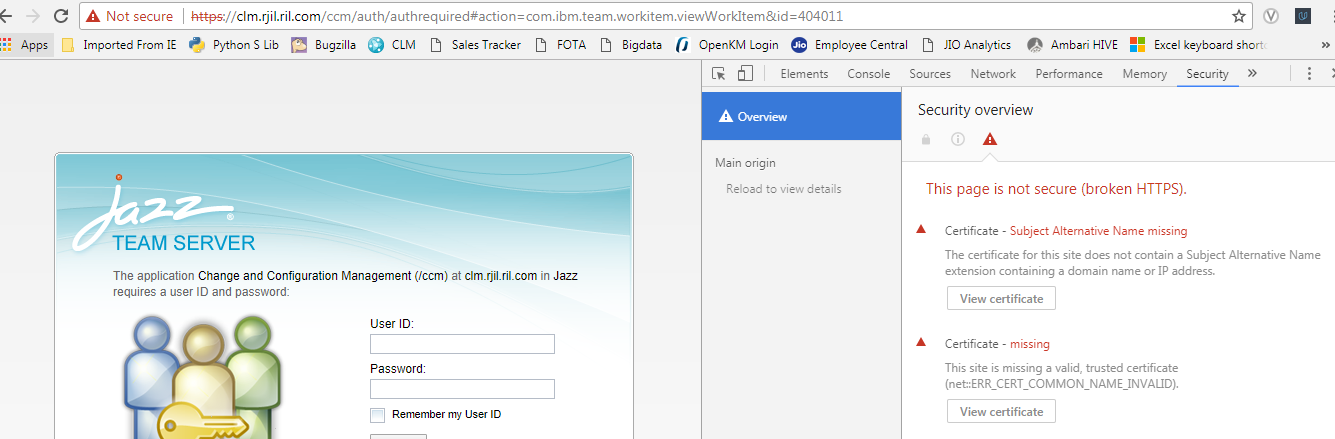 Not secure https://clm.rjil.ril.com/ccm/auth/authrequired#action=com.ibm.team.workitem.viewWorkItem&id=404011
Apps Imported From IE Python S Lib Bugzilla CLM Sales Tracker FOTA Bigdata OpenKM Login Jio Employee Central JIO Analytics Ambari HIVE Excel keyboard shortc »
Elements Console Sources Network Performance Memory Security »
Overview
Main origin
Reload to view details
Security overview
This page is not secure (broken HTTPS).
Certificate - Subject Alternative Name missing
The certificate for this site does not contain a Subject Alternative Name
extension containing a domain name or IP address.
View certificate
Certificate - missing
This site is missing a valid, trusted certificate
(net::ERR_CERT_COMMON_NAME_INVALID).
View certificate
jazz®
TEAM SERVER
The application Change and Configuration Management (/ccm) at clm.rjil.ril.com in Jazz
requires a user ID and password:
User ID:
Password:
Remember my User ID